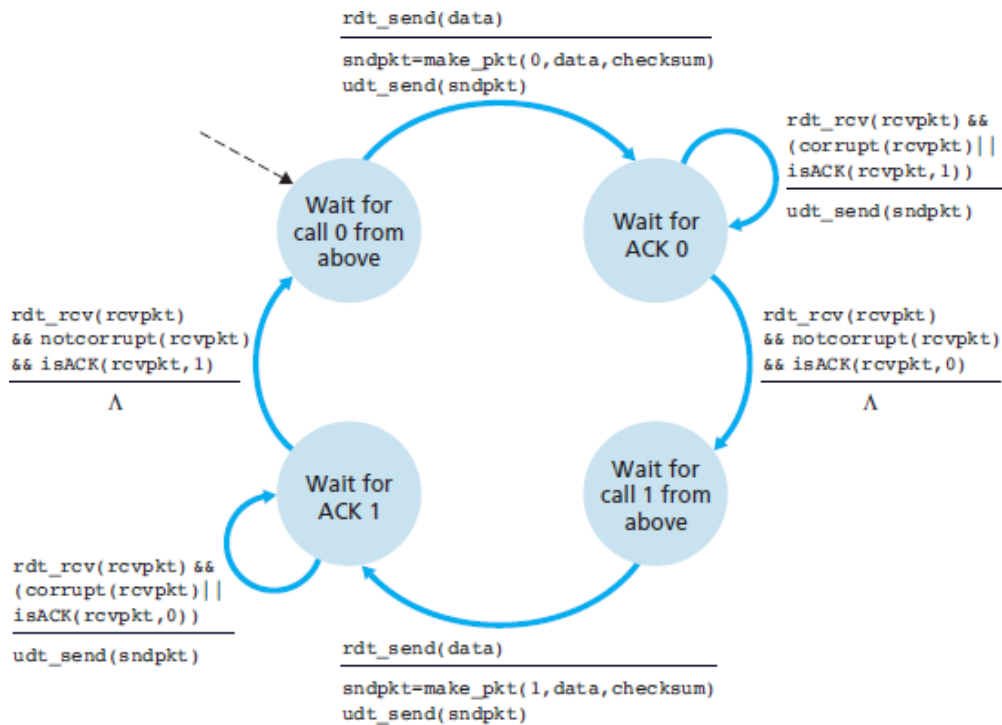 rdt_send(data)
sndpkt=make_pkt(0,data,checksum)
udt_send(sndpkt)
rdt_rcv(rcvpkt) &&
(corrupt(rcvpkt)||
isACK(rcvpkt,1))
udt_send(sndpkt)
Wait for
call 0 from
above
Wait for
ACK 0
rdt_rcv(rcvpkt)
&& notcorrupt(rcvpkt)
&& isACK(rcvpkt,1)
Λ
rdt_rcv(rcvpkt)
&& notcorrupt(rcvpkt)
&& isACK(rcvpkt,0)
Λ
Wait for
ACK 1
Wait for
call 1 from
above
rdt_rcv(rcvpkt) &&
(corrupt(rcvpkt)||
isACK(rcvpkt,0))
udt_send(sndpkt)
rdt_send(data)
sndpkt=make_pkt(1,data,checksum)
udt_send(sndpkt)